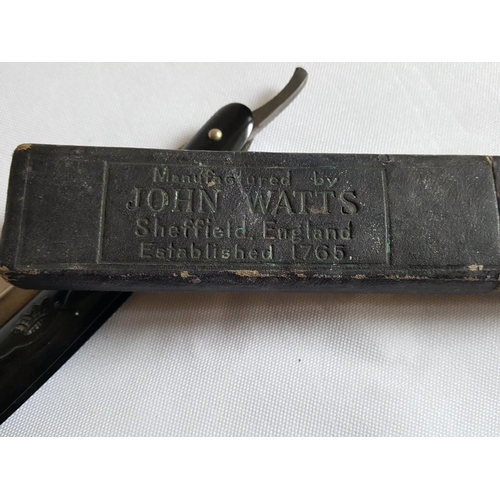 Manufactured by
JOHN WATTS
Sheffield, England
Established 1765.